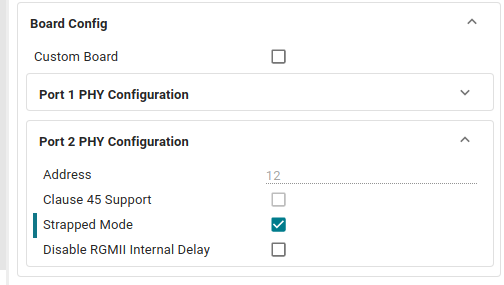 Board Config
Custom Board
Port 1 PHY Configuration
Port 2 PHY Configuration
Address 12
Clause 45 Support
Strapped Mode
Disable RGMII Internal Delay